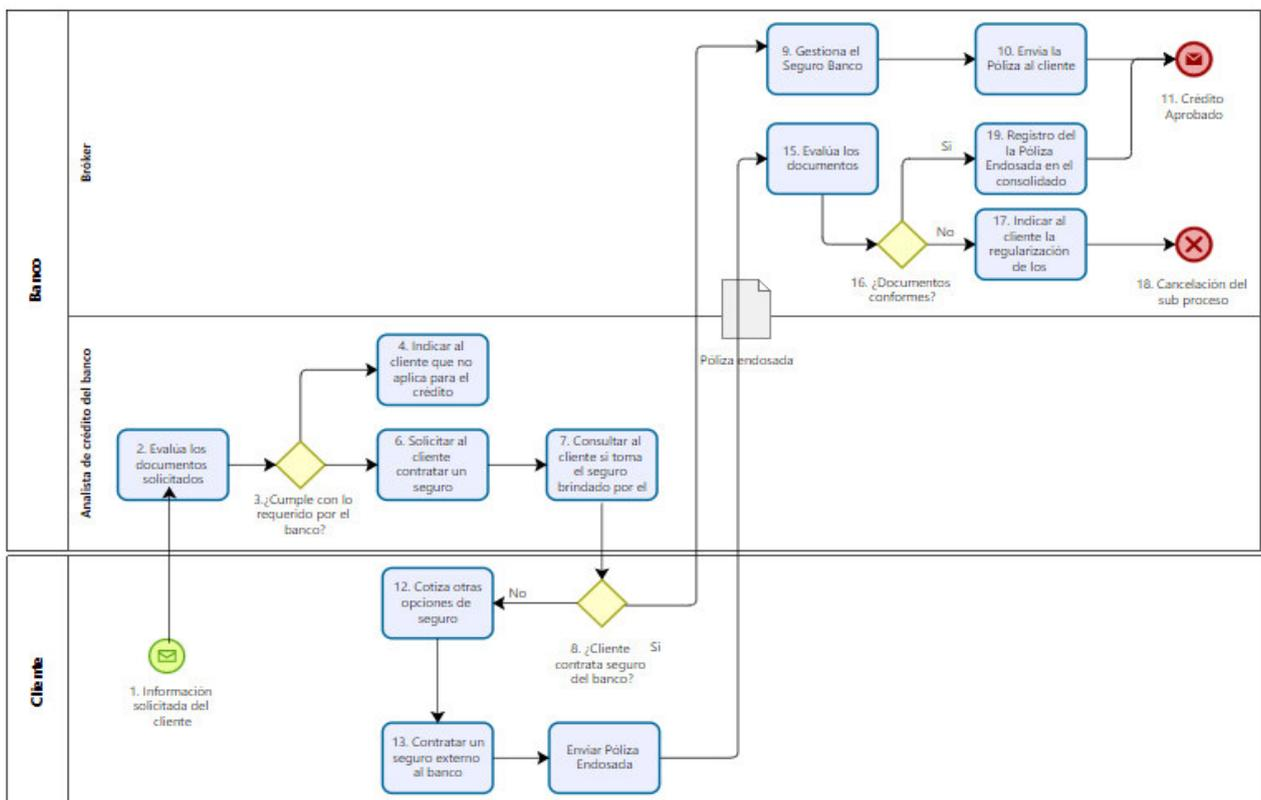 Banco
Bróker
9. Gestiona el
Seguro Banco
10. Envia la
Póliza al cliente
11. Crédito
Aprobado
15. Evalúa los
documentos
Si
19. Registro del
la Póliza
Endosada en el
consolidado
16. ¿Documentos
conformes?
No
17. Indicar al
cliente la
regularización
de los
18. Cancelación del
sub proceso
Póliza endosada
Analista de crédito del banco
2. Evalúa los
documentos
solicitados
3.¿Cumple con lo
requerido por el
banco?
4. Indicar al
cliente que no
aplica para el
crédito
6. Solicitar al
cliente
contratar un
seguro
7. Consultar al
cliente si toma
el seguro
brindado por el
Cliente
1. Información
solicitada del
cliente
12. Cotiza otras
opciones de
seguro
No
8. ¿Cliente
contrata seguro
del banco?
Si
13. Contratar un
seguro externo
al banco
Enviar Póliza
Endosada